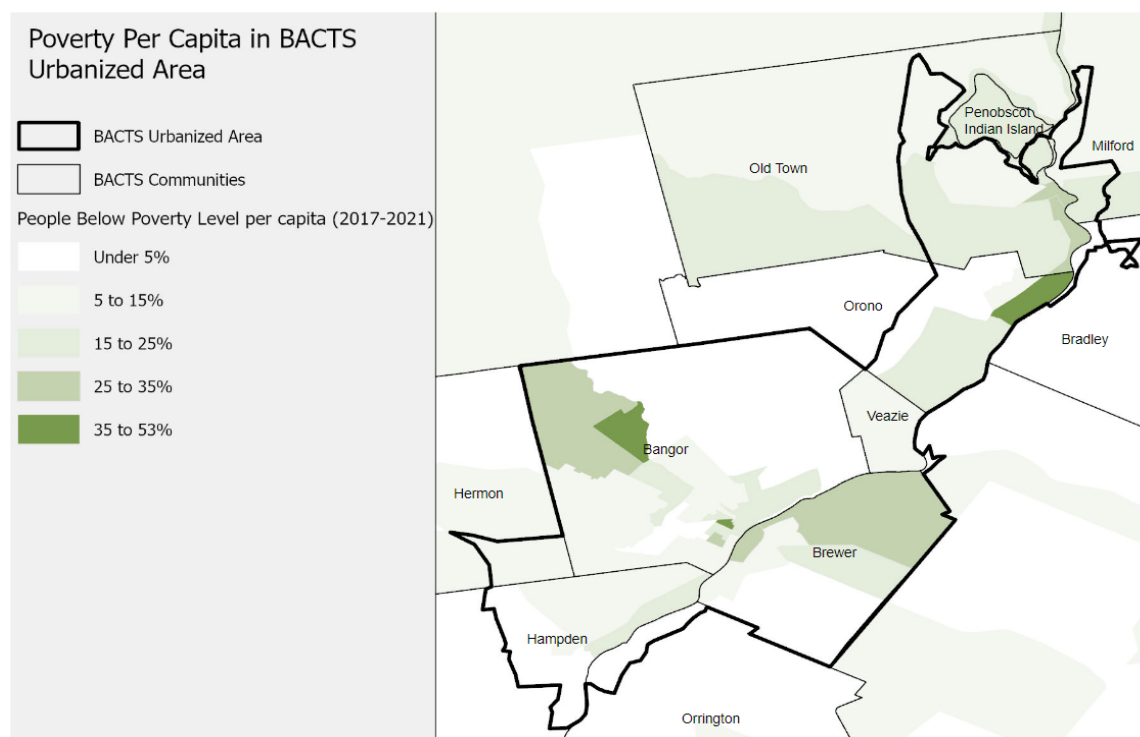 Poverty Per Capita in BACTS
Urbanized Area
BACTS Urbanized Area
BACTS Communities
People Below Poverty Level per capita (2017-2021)
Under 5%
5 to 15%
15 to 25%
25 to 35%
35 to 53%
Penobscot
Indian Island
Milford
Old Town
Orono
Bradley
Veazie
Bangor
Hermon
Brewer
Hampden
Orrington